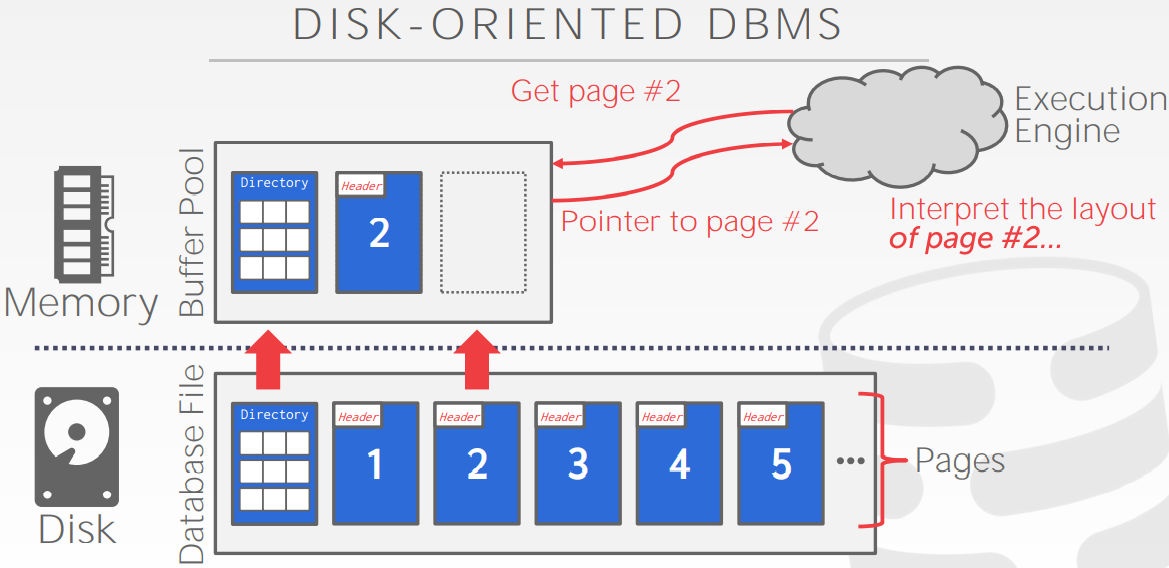 DISK-ORIENTED DBMS
Get page #2
Execution
Engine
Pointer to page #2
Interpret the layout
of page #2...
Memory
Buffer Pool
Directory
Header
2
Disk
Database File
Directory
Header
1
Header
2
Header
3
Header
4
Header
5
...
Pages